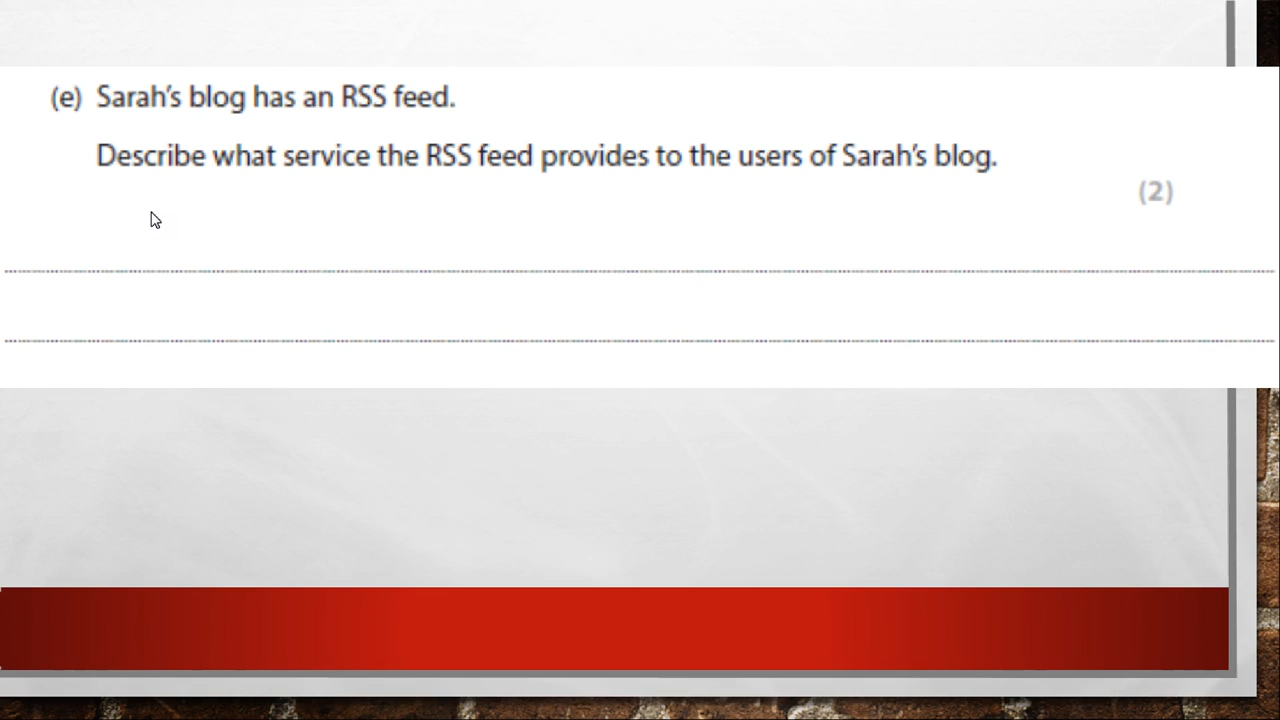 (e) Sarah's blog has an RSS feed.
Describe what service the RSS feed provides to the users of Sarah's blog.
(2)